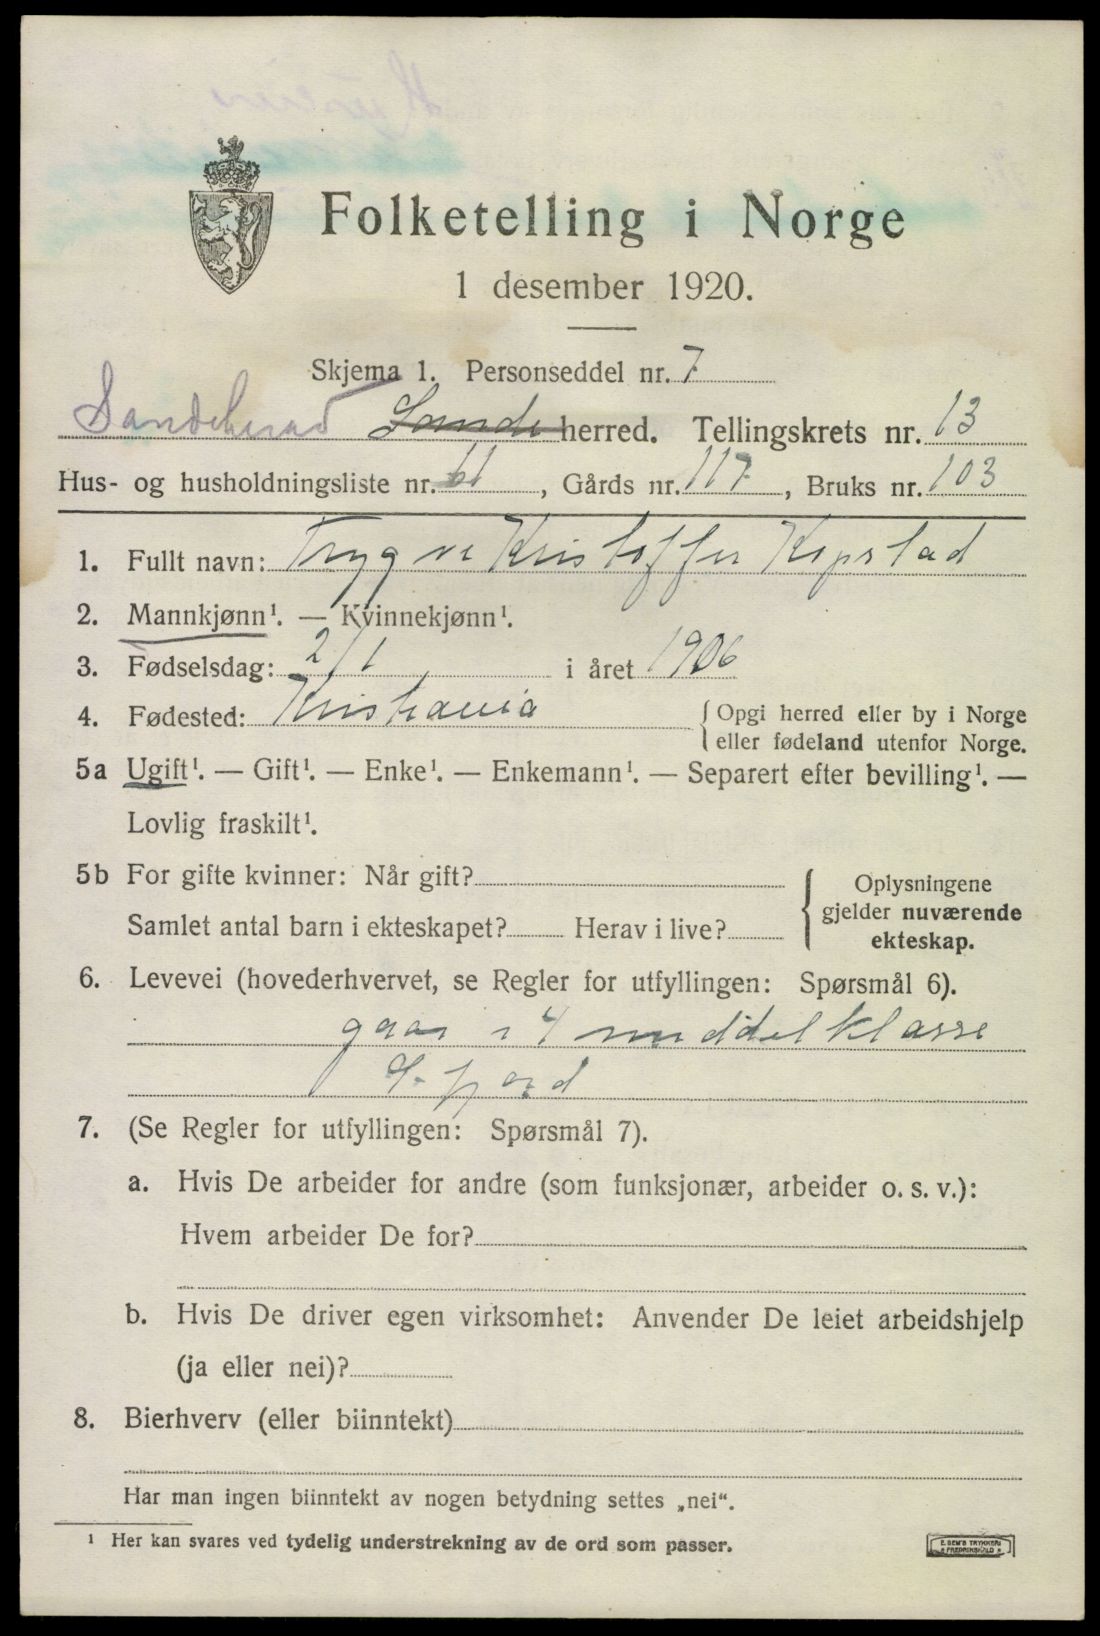 Folketelling i Norge
1 desember 1920.
Skjema 1. Personseddel nr. 7
Sandeherad Sande herred. Tellingskrets nr. 13
Hus- og husholdningsliste nr. 61, Gårds nr. 117, Bruks nr. 103
1. Fullt navn: Trygve Kristoffer Kopstad
2. Mannkjønn¹. — Kvinnekjønn¹.
3. Fødselsdag: 2/1 i året 1906
4. Fødested: Kristiania { Opgi herred eller by i Norge
eller fødeland utenfor Norge.
5a Ugift¹. — Gift¹. — Enke¹. — Enkemann¹. — Separert efter bevilling¹. —
Lovlig fraskilt¹.
5b For gifte kvinner: Når gift?
Samlet antal barn i ekteskapet? Herav i live?
{ Oplysningene
gjelder nuværende
ekteskap.
6. Levevei (hovederhvervet, se Regler for utfyllingen: Spørsmål 6).
gaar i 4 middelklasse
S. fjord
7. (Se Regler for utfyllingen: Spørsmål 7).
a. Hvis De arbeider for andre (som funksjonær, arbeider o. s. v.):
Hvem arbeider De for?
b. Hvis De driver egen virksomhet: Anvender De leiet arbeidshjelp
(ja eller nei)?
8. Bierhverv (eller biinntekt)
Har man ingen biinntekt av nogen betydning settes „nei“.
¹ Her kan svares ved tydelig understrekning av de ord som passer.
E. SEM'S TRYKKERI
FREDRIKSHALD